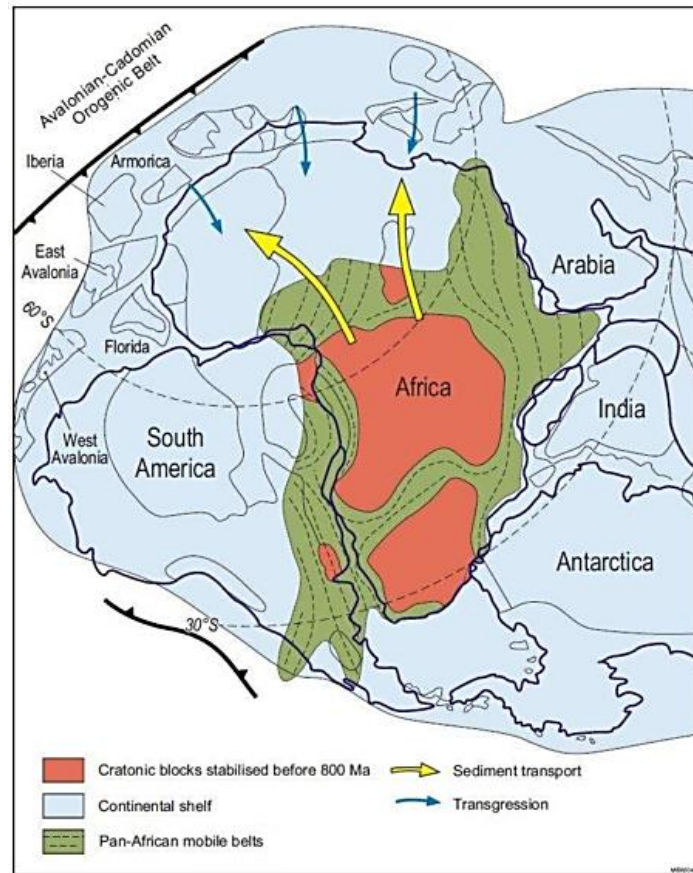 Avalonian-Cadomian
Orogenic Belt
Iberia
Armorica
East
Avalonia
60°S
Florida
West
Avalonia
South
America
Africa
Arabia
India
Antarctica
30°S
Cratonic blocks stabilised before 800 Ma
Continental shelf
Pan-African mobile belts
Sediment transport
Transgression